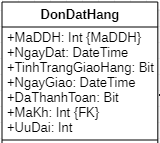 DonDatHang
+MaDDH: Int {MaDDH}
+NgayDat: DateTime
+TinhTrangGiaoHang: Bit
+NgayGiao: DateTime
+DaThanhToan: Bit
+MaKh: Int {FK}
+UuDai: Int